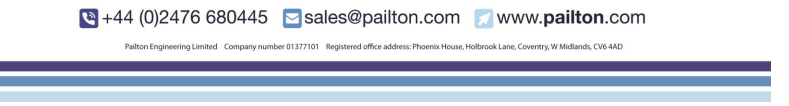 +44 (0)2476 680445 sales@pailton.com www.pailton.com
Pailton Engineering Limited Company number 01377101 Registered office address: Phoenix House, Holbrook Lane, Coventry, W Midlands, CV6 4AD